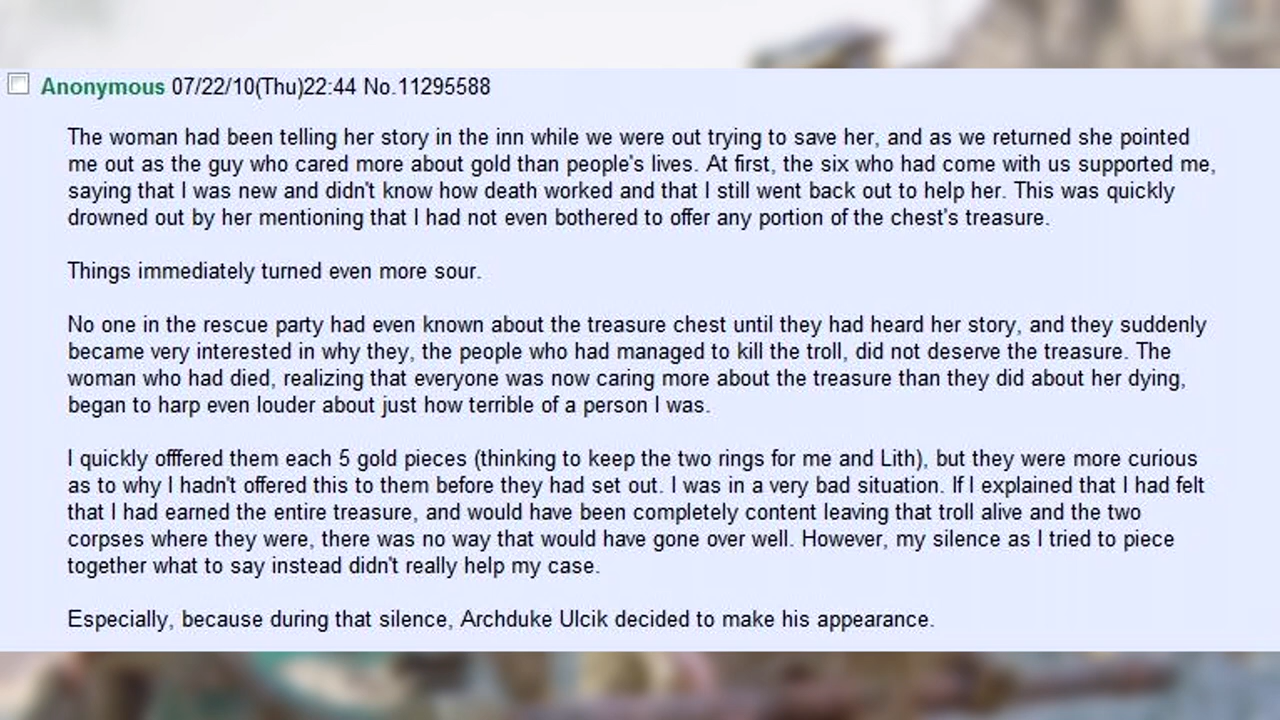 Anonymous 07/22/10(Thu)22:44 No.11295588
The woman had been telling her story in the inn while we were out trying to save her, and as we returned she pointed
me out as the guy who cared more about gold than people's lives. At first, the six who had come with us supported me,
saying that I was new and didn't know how death worked and that I still went back out to help her. This was quickly
drowned out by her mentioning that I had not even bothered to offer any portion of the chest's treasure.
Things immediately turned even more sour.
No one in the rescue party had even known about the treasure chest until they had heard her story, and they suddenly
became very interested in why they, the people who had managed to kill the troll, did not deserve the treasure. The
woman who had died, realizing that everyone was now caring more about the treasure than they did about her dying,
began to harp even louder about just how terrible of a person I was.
I quickly offfered them each 5 gold pieces (thinking to keep the two rings for me and Lith), but they were more curious
as to why I hadn't offered this to them before they had set out. I was in a very bad situation. If I explained that I had felt
that I had earned the entire treasure, and would have been completely content leaving that troll alive and the two
corpses where they were, there was no way that would have gone over well. However, my silence as I tried to piece
together what to say instead didn't really help my case.
Especially, because during that silence, Archduke Ulcik decided to make his appearance.